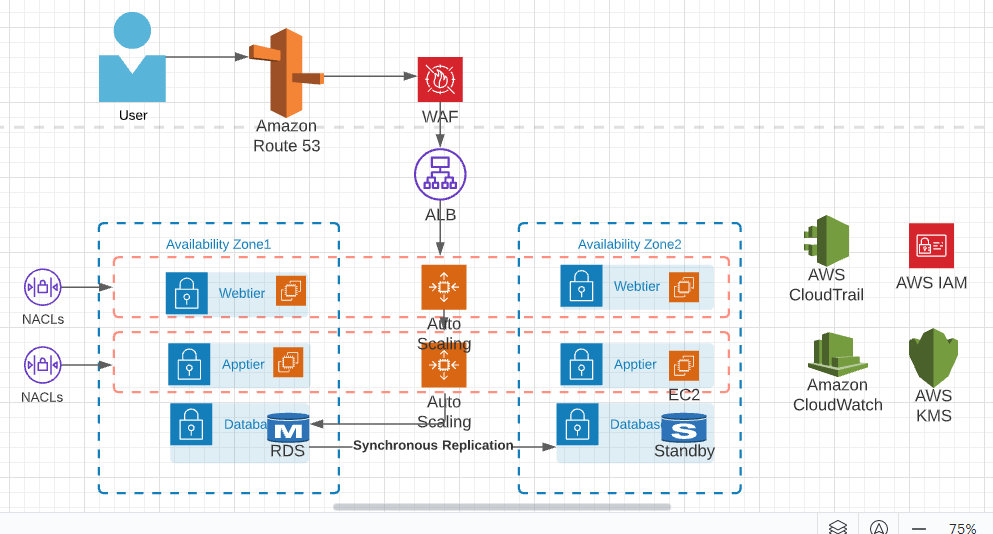 User
Amazon
Route 53
WAF
ALB
Availability Zone1
Availability Zone2
AWS
CloudTrail
AWS IAM
NACLs
Webtier
Auto
Scaling
Webtier
NACLs
Apptier
Auto
Scaling
Apptier
EC2
Amazon
CloudWatch
AWS
KMS
Databa
M
RDS
Synchronous Replication
Databas
S
Standby
75%